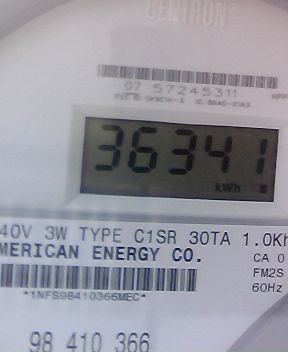 CENTRON
07 57245311
36341
kWh
40V 3W TYPE C1SR 30TA 1.0Kh
MERICAN ENERGY CO.
CA 0
FM2S
60Hz
*1NFS98410366MEC*
98 410 366